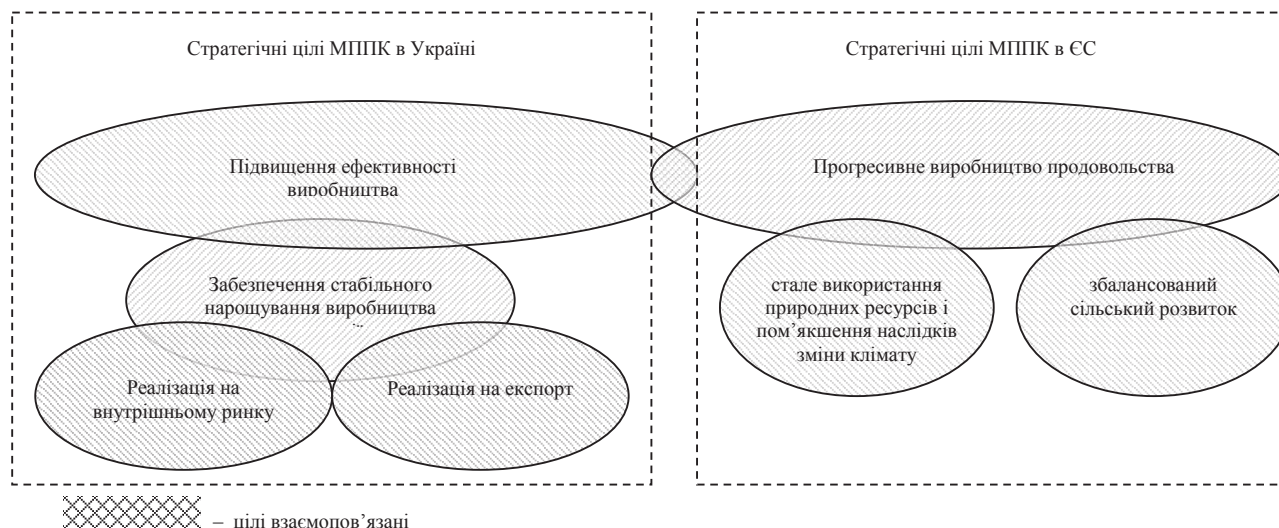 Стратегічні цілі МППК в Україні
Стратегічні цілі МППК в ЄС
Підвищення ефективності
виробництва
Прогресивне виробництво продовольства
Забезпечення стабільного
нарощування виробництва
стале використання
природних ресурсів і
пом’якшення наслідків
зміни клімату
збалансований
сільський розвиток
Реалізація на
внутрішньому ринку
Реалізація на експорт
– цілі взаємопов’язані